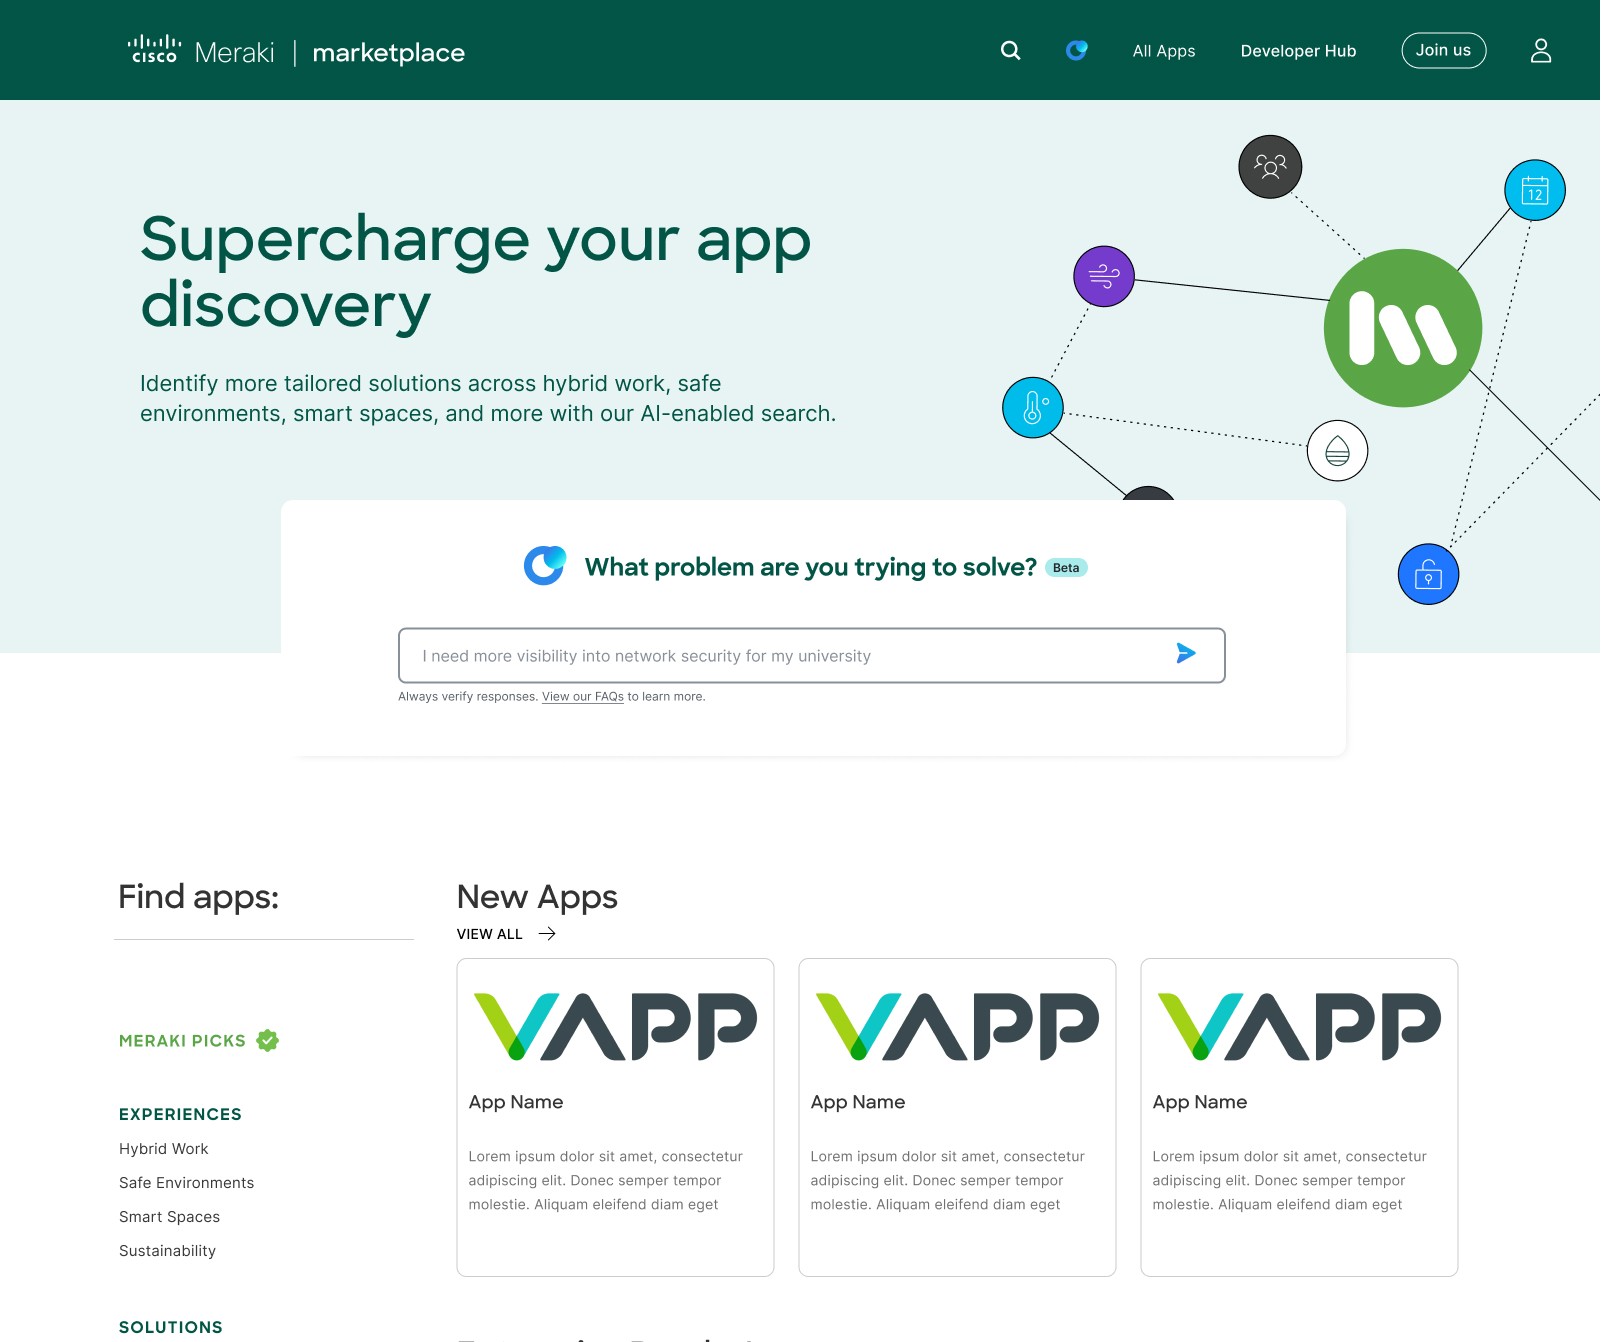 CISCO Meraki | marketplace
All Apps
Developer Hub
Join us
12
Supercharge your app
discovery
Identify more tailored solutions across hybrid work, safe
environments, smart spaces, and more with our AI-enabled search.
What problem are you trying to solve? Beta
I need more visibility into network security for my university
Always verify responses. View our FAQs to learn more.
Find apps:
MERAKI PICKS
EXPERIENCES
Hybrid Work
Safe Environments
Smart Spaces
Sustainability
SOLUTIONS
New Apps
VIEW ALL
VAPP
App Name
Lorem ipsum dolor sit amet, consectetur
adipiscing elit. Donec semper tempor
molestie. Aliquam eleifend diam eget
VAPP
App Name
Lorem ipsum dolor sit amet, consectetur
adipiscing elit. Donec semper tempor
molestie. Aliquam eleifend diam eget
VAPP
App Name
Lorem ipsum dolor sit amet, consectetur
adipiscing elit. Donec semper tempor
molestie. Aliquam eleifend diam eget